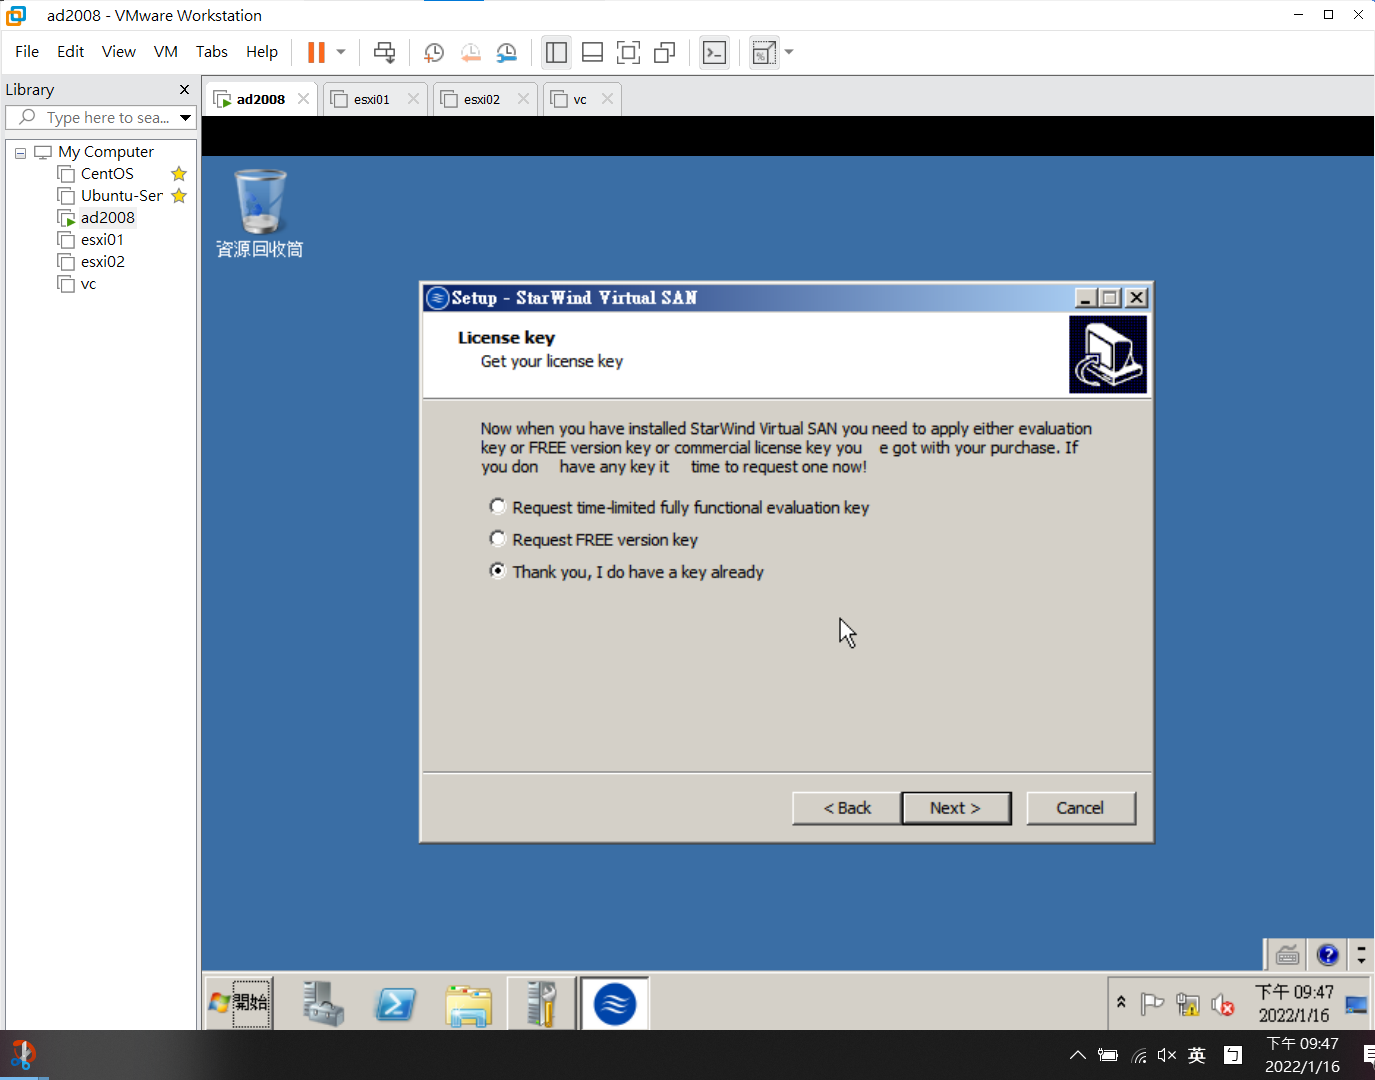 ad2008 - VMware Workstation
File Edit View VM Tabs Help
Library
Type here to sea...
My Computer
CentOS
Ubuntu-Ser
ad2008
esxi01
esxi02
vc
ad2008 esxi01 esxi02 vc
資源回收筒
Setup - StarWind Virtual SAN
License key
Get your license key
Now when you have installed StarWind Virtual SAN you need to apply either evaluation
key or FREE version key or commercial license key you e got with your purchase. If
you don have any key it time to request one now!
Request time-limited fully functional evaluation key
Request FREE version key
Thank you, I do have a key already
< Back Next > Cancel
開始
下午 09:47
2022/1/16
英
下午 09:47
2022/1/16